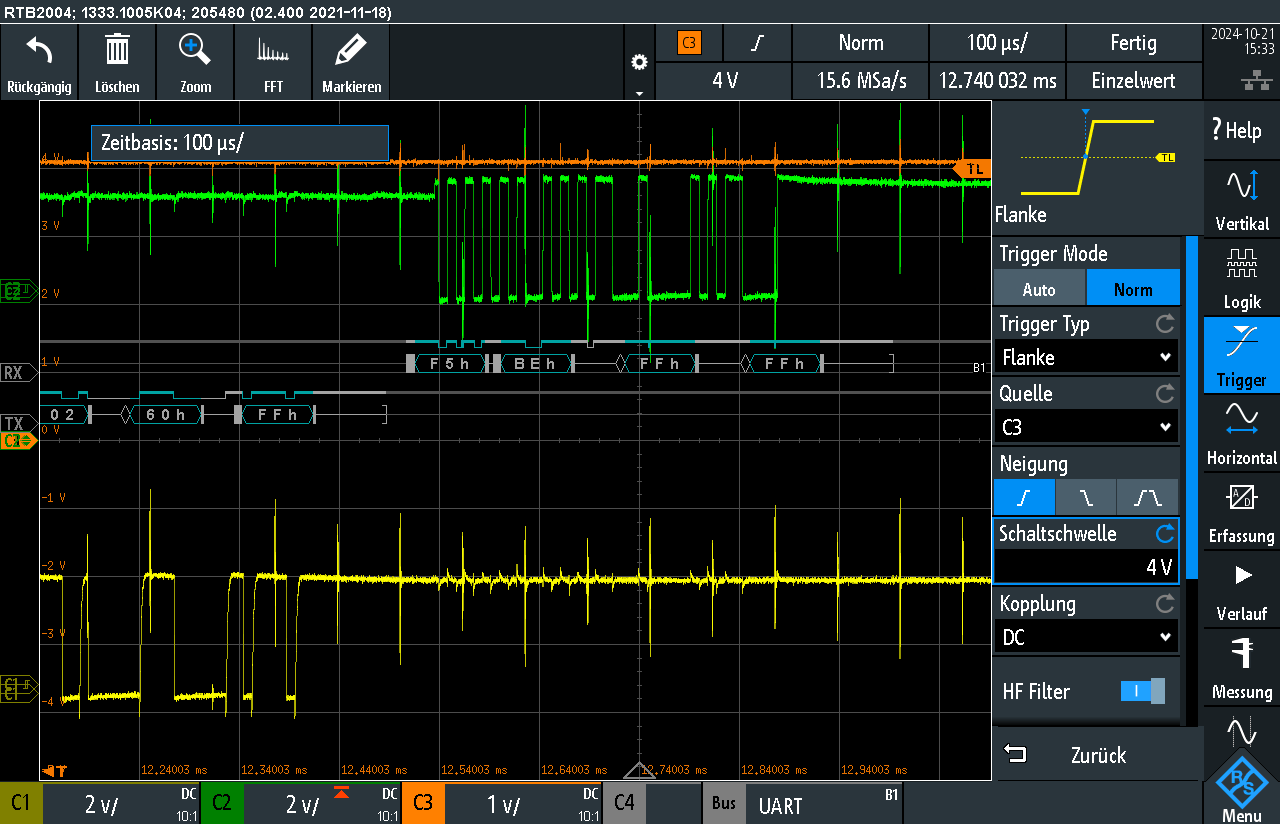 RTB2004; 1333.1005K04; 205480 (02.400 2021-11-18)
Rückgängig
Löschen
Zoom
FFT
Markieren
C3
Norm
100 µs/
Fertig
4 V
15.6 MSa/s
12.740 032 ms
Einzelwert
2024-10-21
15:33
Zeitbasis: 100 µs/
4 V
3 V
2 V
1 V
0 V
-1 V
-2 V
-3 V
-4
TL
C2
RX
F5h
BEh
FFh
FFh
B1
TX
02
60h
FFh
C3
C1
T
12.24003 ms
12.34003 ms
12.44003 ms
12.54003 ms
12.64003 ms
12.74003 ms
12.84003 ms
12.94003 ms
TL
Flanke
Trigger Mode
Auto
Norm
Trigger Typ
Flanke
Quelle
C3
Neigung
Schaltschwelle
4 V
Kopplung
DC
HF Filter
Zurück
? Help
Vertikal
Logik
Trigger
Horizontal
A/D
Erfassung
Verlauf
Messung
R&S
Menu
C1
2 V/
DC
10:1
C2
2 V/
DC
10:1
C3
1 V/
DC
10:1
C4
Bus
UART
B1